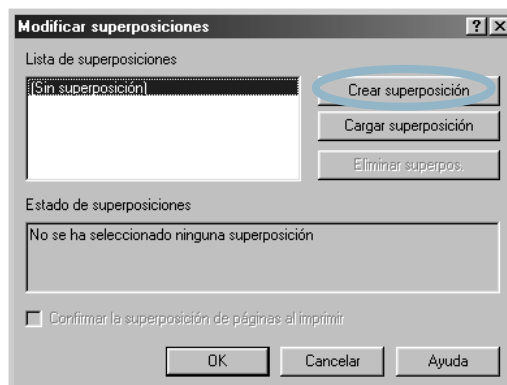 Modificar superposiciones
Lista de superposiciones
(Sin superposición)
Crear superposición
Cargar superposición
Eliminar superpos.
Estado de superposiciones
No se ha seleccionado ninguna superposición
Confirmar la superposición de páginas al imprimir
OK Cancelar Ayuda